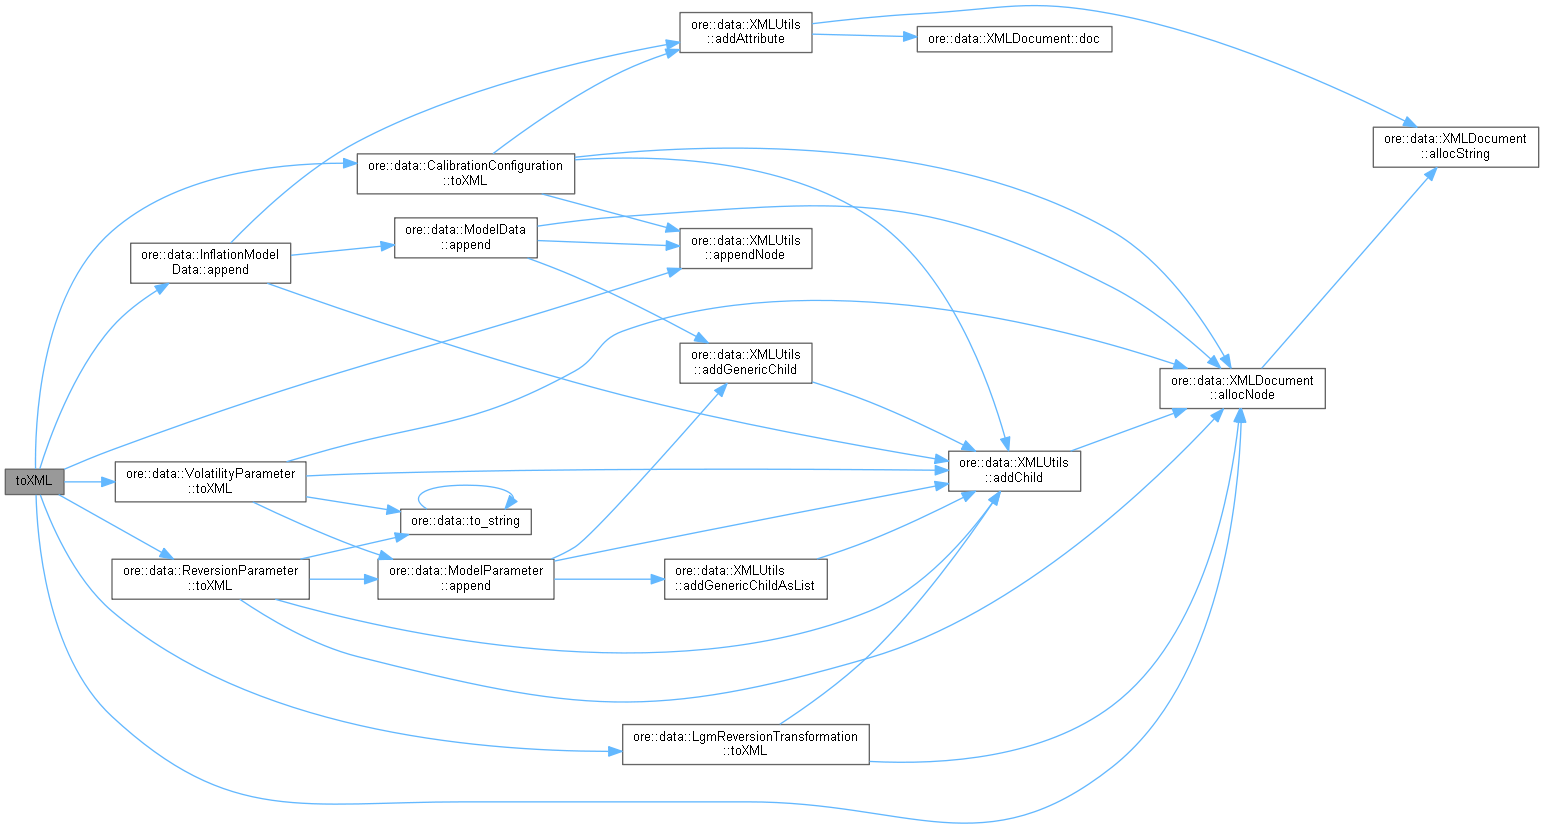 ore::data::XMLUtils
::addAttribute
ore::data::XMLDocument::doc
ore::data::XMLDocument
::allocString
ore::data::CalibrationConfiguration
::toXML
ore::data::ModelData
::append
ore::data::XMLUtils
::appendNode
ore::data::InflationModel
Data::append
ore::data::XMLUtils
::addGenericChild
ore::data::XMLDocument
::allocNode
toXML
ore::data::VolatilityParameter
::toXML
ore::data::XMLUtils
::addChild
ore::data::to_string
ore::data::ReversionParameter
::toXML
ore::data::ModelParameter
::append
ore::data::XMLUtils
::addGenericChildAsList
ore::data::LgmReversionTransformation
::toXML